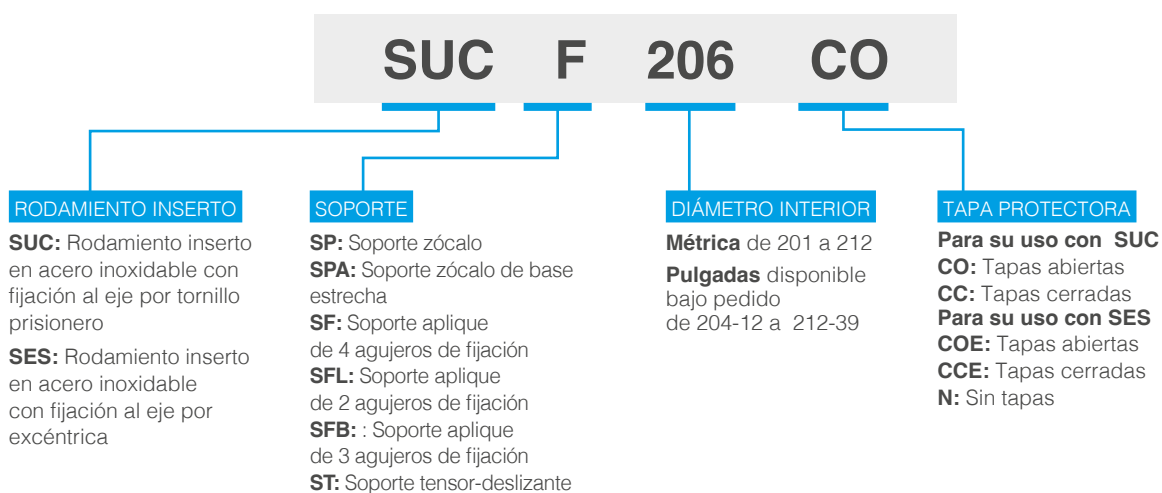 SUC F 206 CO
RODAMIENTO INSERTO
SUC: Rodamiento inserto
en acero inoxidable con
fijación al eje por tornillo
prisionero
SES: Rodamiento inserto
en acero inoxidable
con fijación al eje por
excéntrica
SOPORTE
SP: Soporte zócalo
SPA: Soporte zócalo de base
estrecha
SF: Soporte aplique
de 4 agujeros de fijación
SFL: Soporte aplique
de 2 agujeros de fijación
SFB: : Soporte aplique
de 3 agujeros de fijación
ST: Soporte tensor-deslizante
DIÁMETRO INTERIOR
Métrica de 201 a 212
Pulgadas disponible
bajo pedido
de 204-12 a 212-39
TAPA PROTECTORA
Para su uso con SUC
CO: Tapas abiertas
CC: Tapas cerradas
Para su uso con SES
COE: Tapas abiertas
CCE: Tapas cerradas
N: Sin tapas